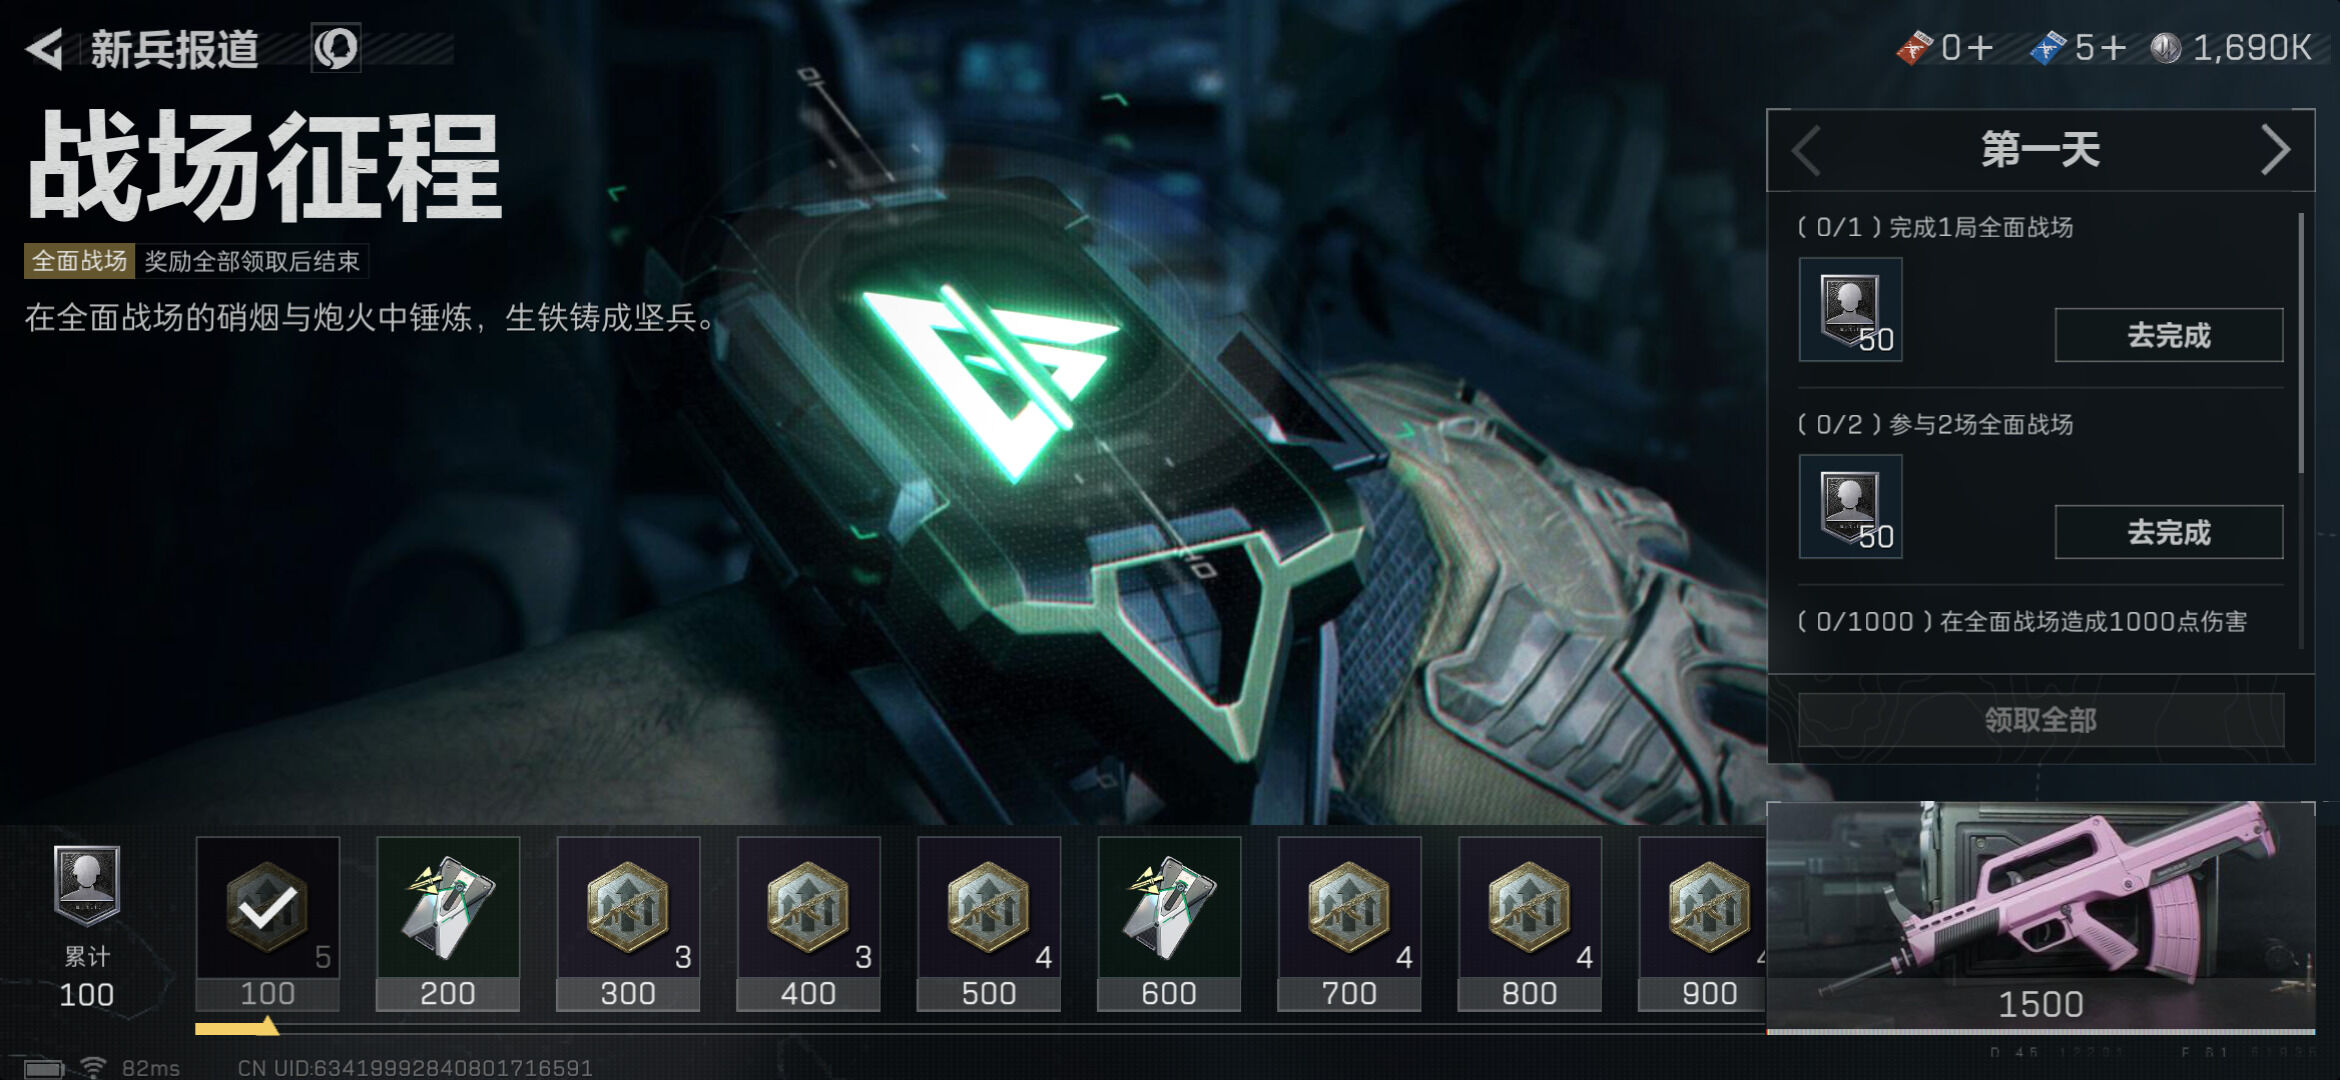 新兵报道
0+ 5+ 1,690K
战场征程
全面战场 奖励全部领取后结束
在全面战场的硝烟与炮火中锤炼，生铁铸成坚兵。
第一天
( 0/1 ) 完成1局全面战场
50
去完成
( 0/2 ) 参与2场全面战场
50
去完成
( 0/1000 ) 在全面战场造成1000点伤害
领取全部
累计
100
5 3 3 4 4 4
100 200 300 400 500 600 700 800 900
1500
82ms CN UID:63419992840801716591